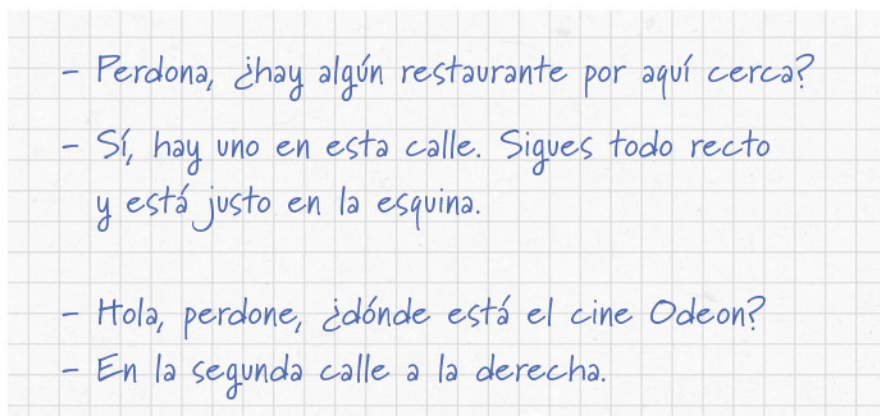 - Perdona, ¿hay algún restaurante por aquí cerca?
- Sí, hay uno en esta calle. Sigues todo recto
y está justo en la esquina.
- Hola, perdone, ¿dónde está el cine Odeon?
- En la segunda calle a la derecha.